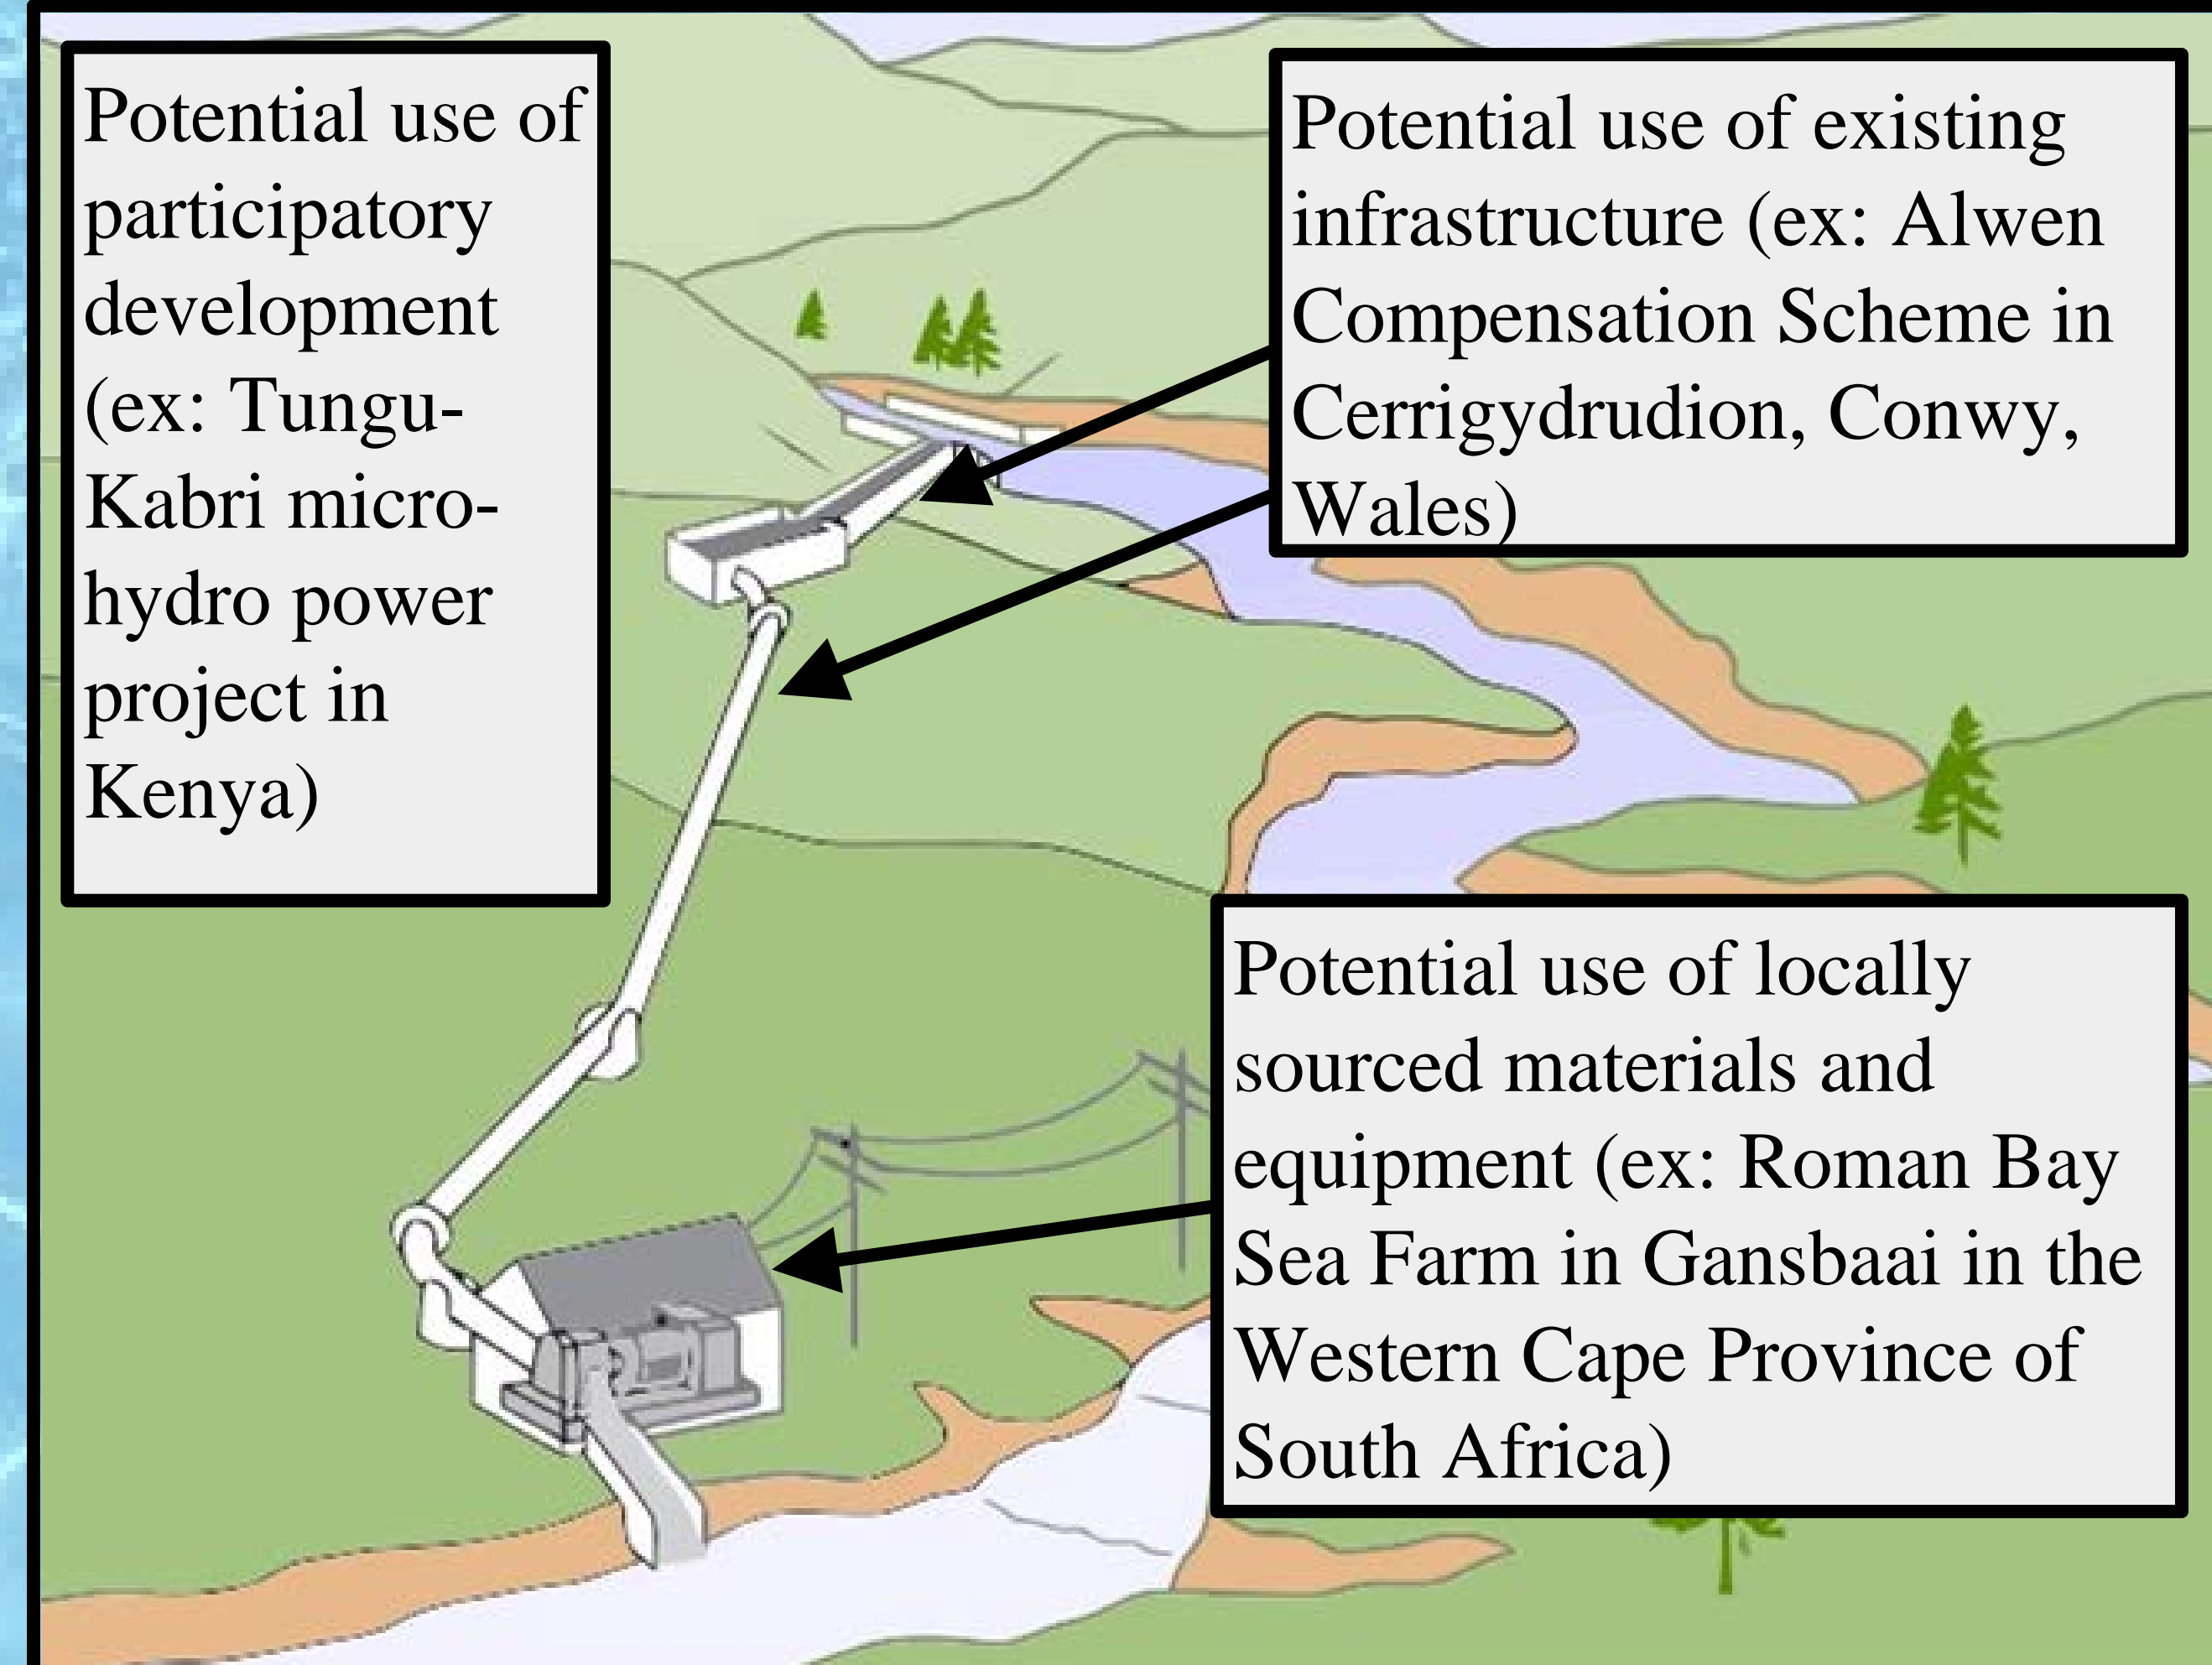 Potential use of
participatory
development
(ex: Tungu-
Kabri micro-
hydro power
project in
Kenya)
Potential use of existing
infrastructure (ex: Alwen
Compensation Scheme in
Cerrigydrudion, Conwy,
Wales)
Potential use of locally
sourced materials and
equipment (ex: Roman Bay
Sea Farm in Gansbaai in the
Western Cape Province of
South Africa)